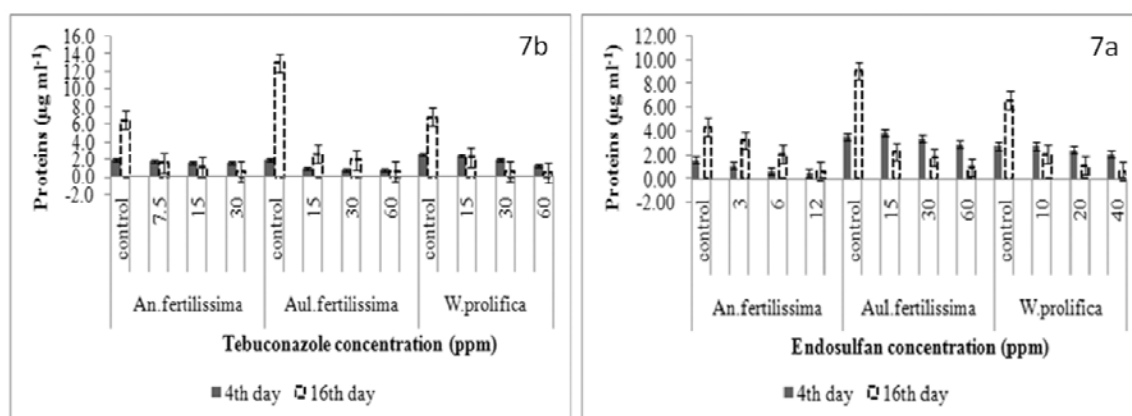 7b
Proteins (µg ml⁻¹)
16.0
14.0
12.0
10.0
8.0
6.0
4.0
2.0
0.0
-2.0
control
7.5
15
30
control
15
30
60
control
15
30
60
An.fertilissima
Aul.fertilissima
W.prolifica
Tebuconazole concentration (ppm)
4th day
16th day
7a
Proteins (µg ml⁻¹)
12.00
10.00
8.00
6.00
4.00
2.00
0.00
-2.00
control
3
6
12
control
15
30
60
control
10
20
40
An.fertilissima
Aul.fertilissima
W.prolifica
Endosulfan concentration (ppm)
4th day
16th day